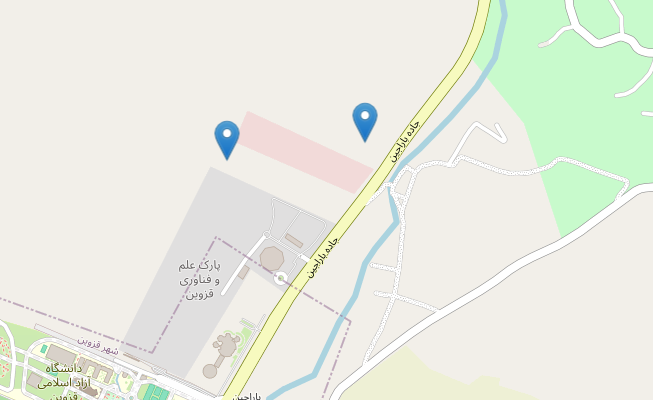 جاده باراجین
جاده باراجین
پارک علم
و فناوری
قزوین
شهر قزوین
دانشگاه
آزاد اسلامی
قزوین
باراجین